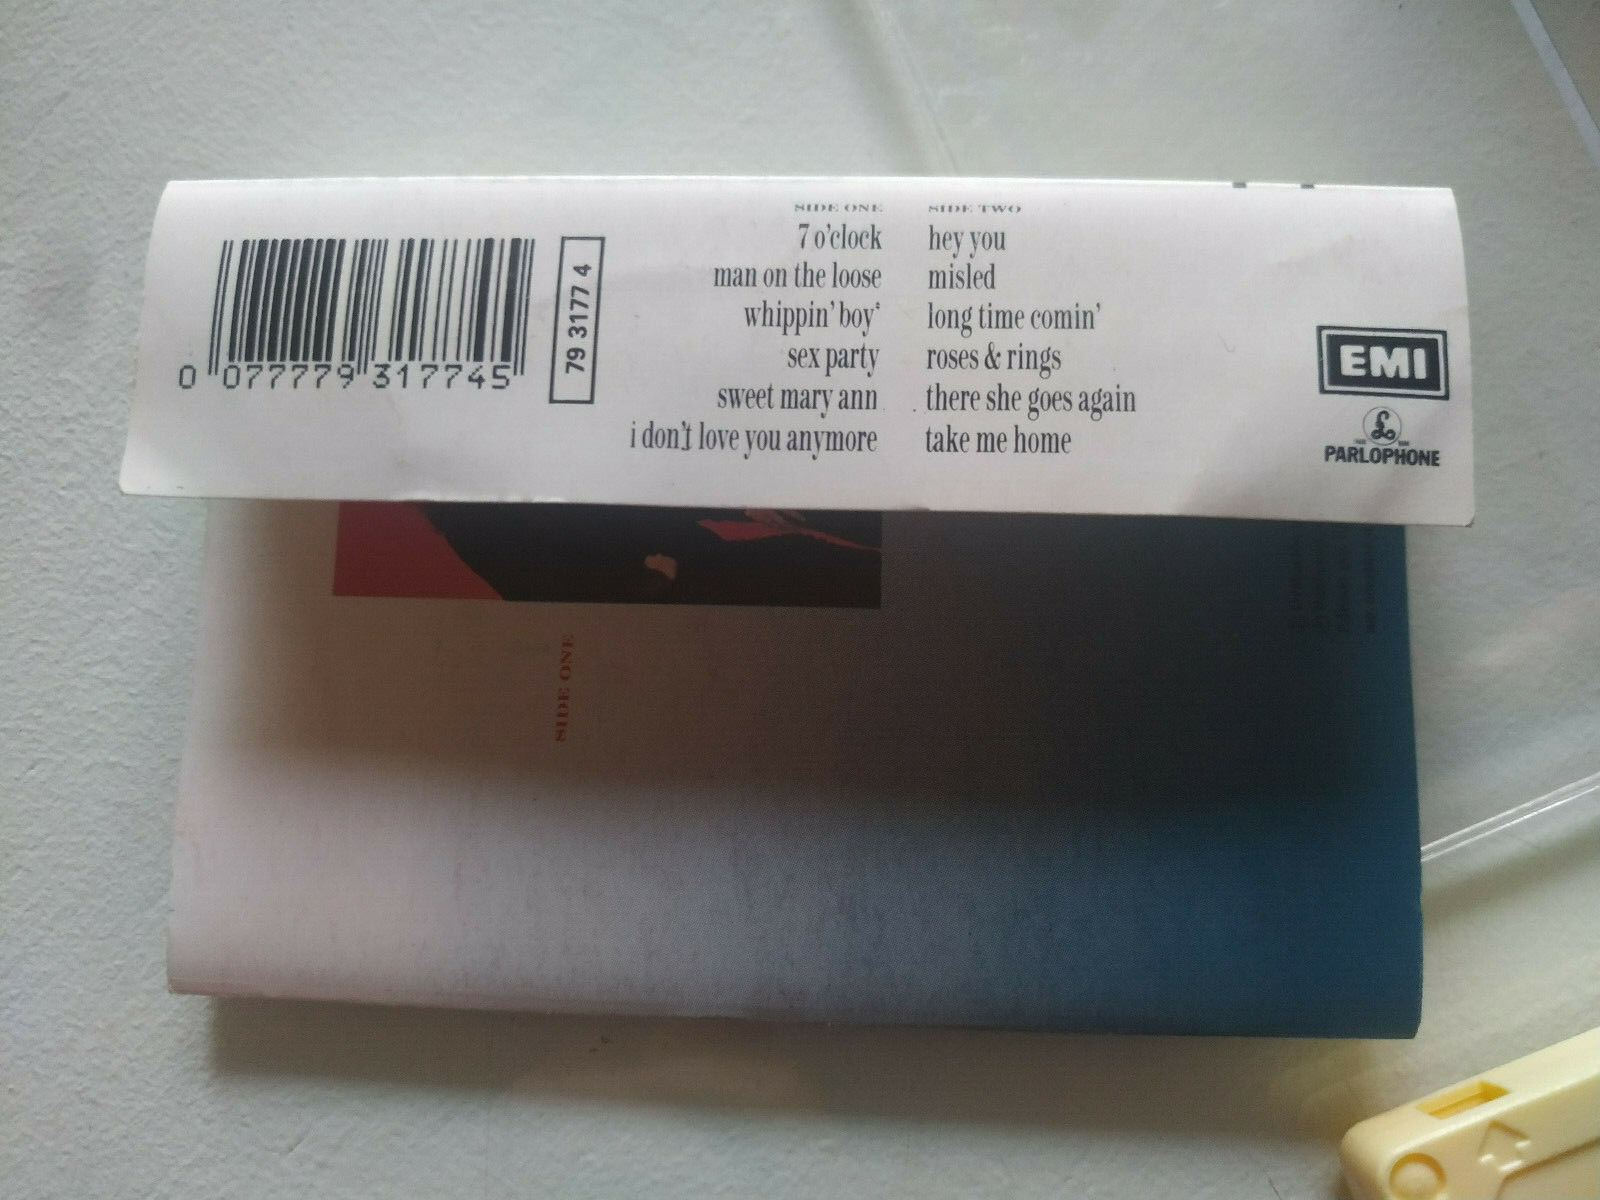 0 077779 317745
79 3177 4
SIDE ONE
7 o'clock
man on the loose
whippin' boy*
sex party
sweet mary ann
i don't love you anymore
SIDE TWO
hey you
misled
long time comin'
roses & rings
there she goes again
take me home
EMI
PARLOPHONE
SIDE ONE